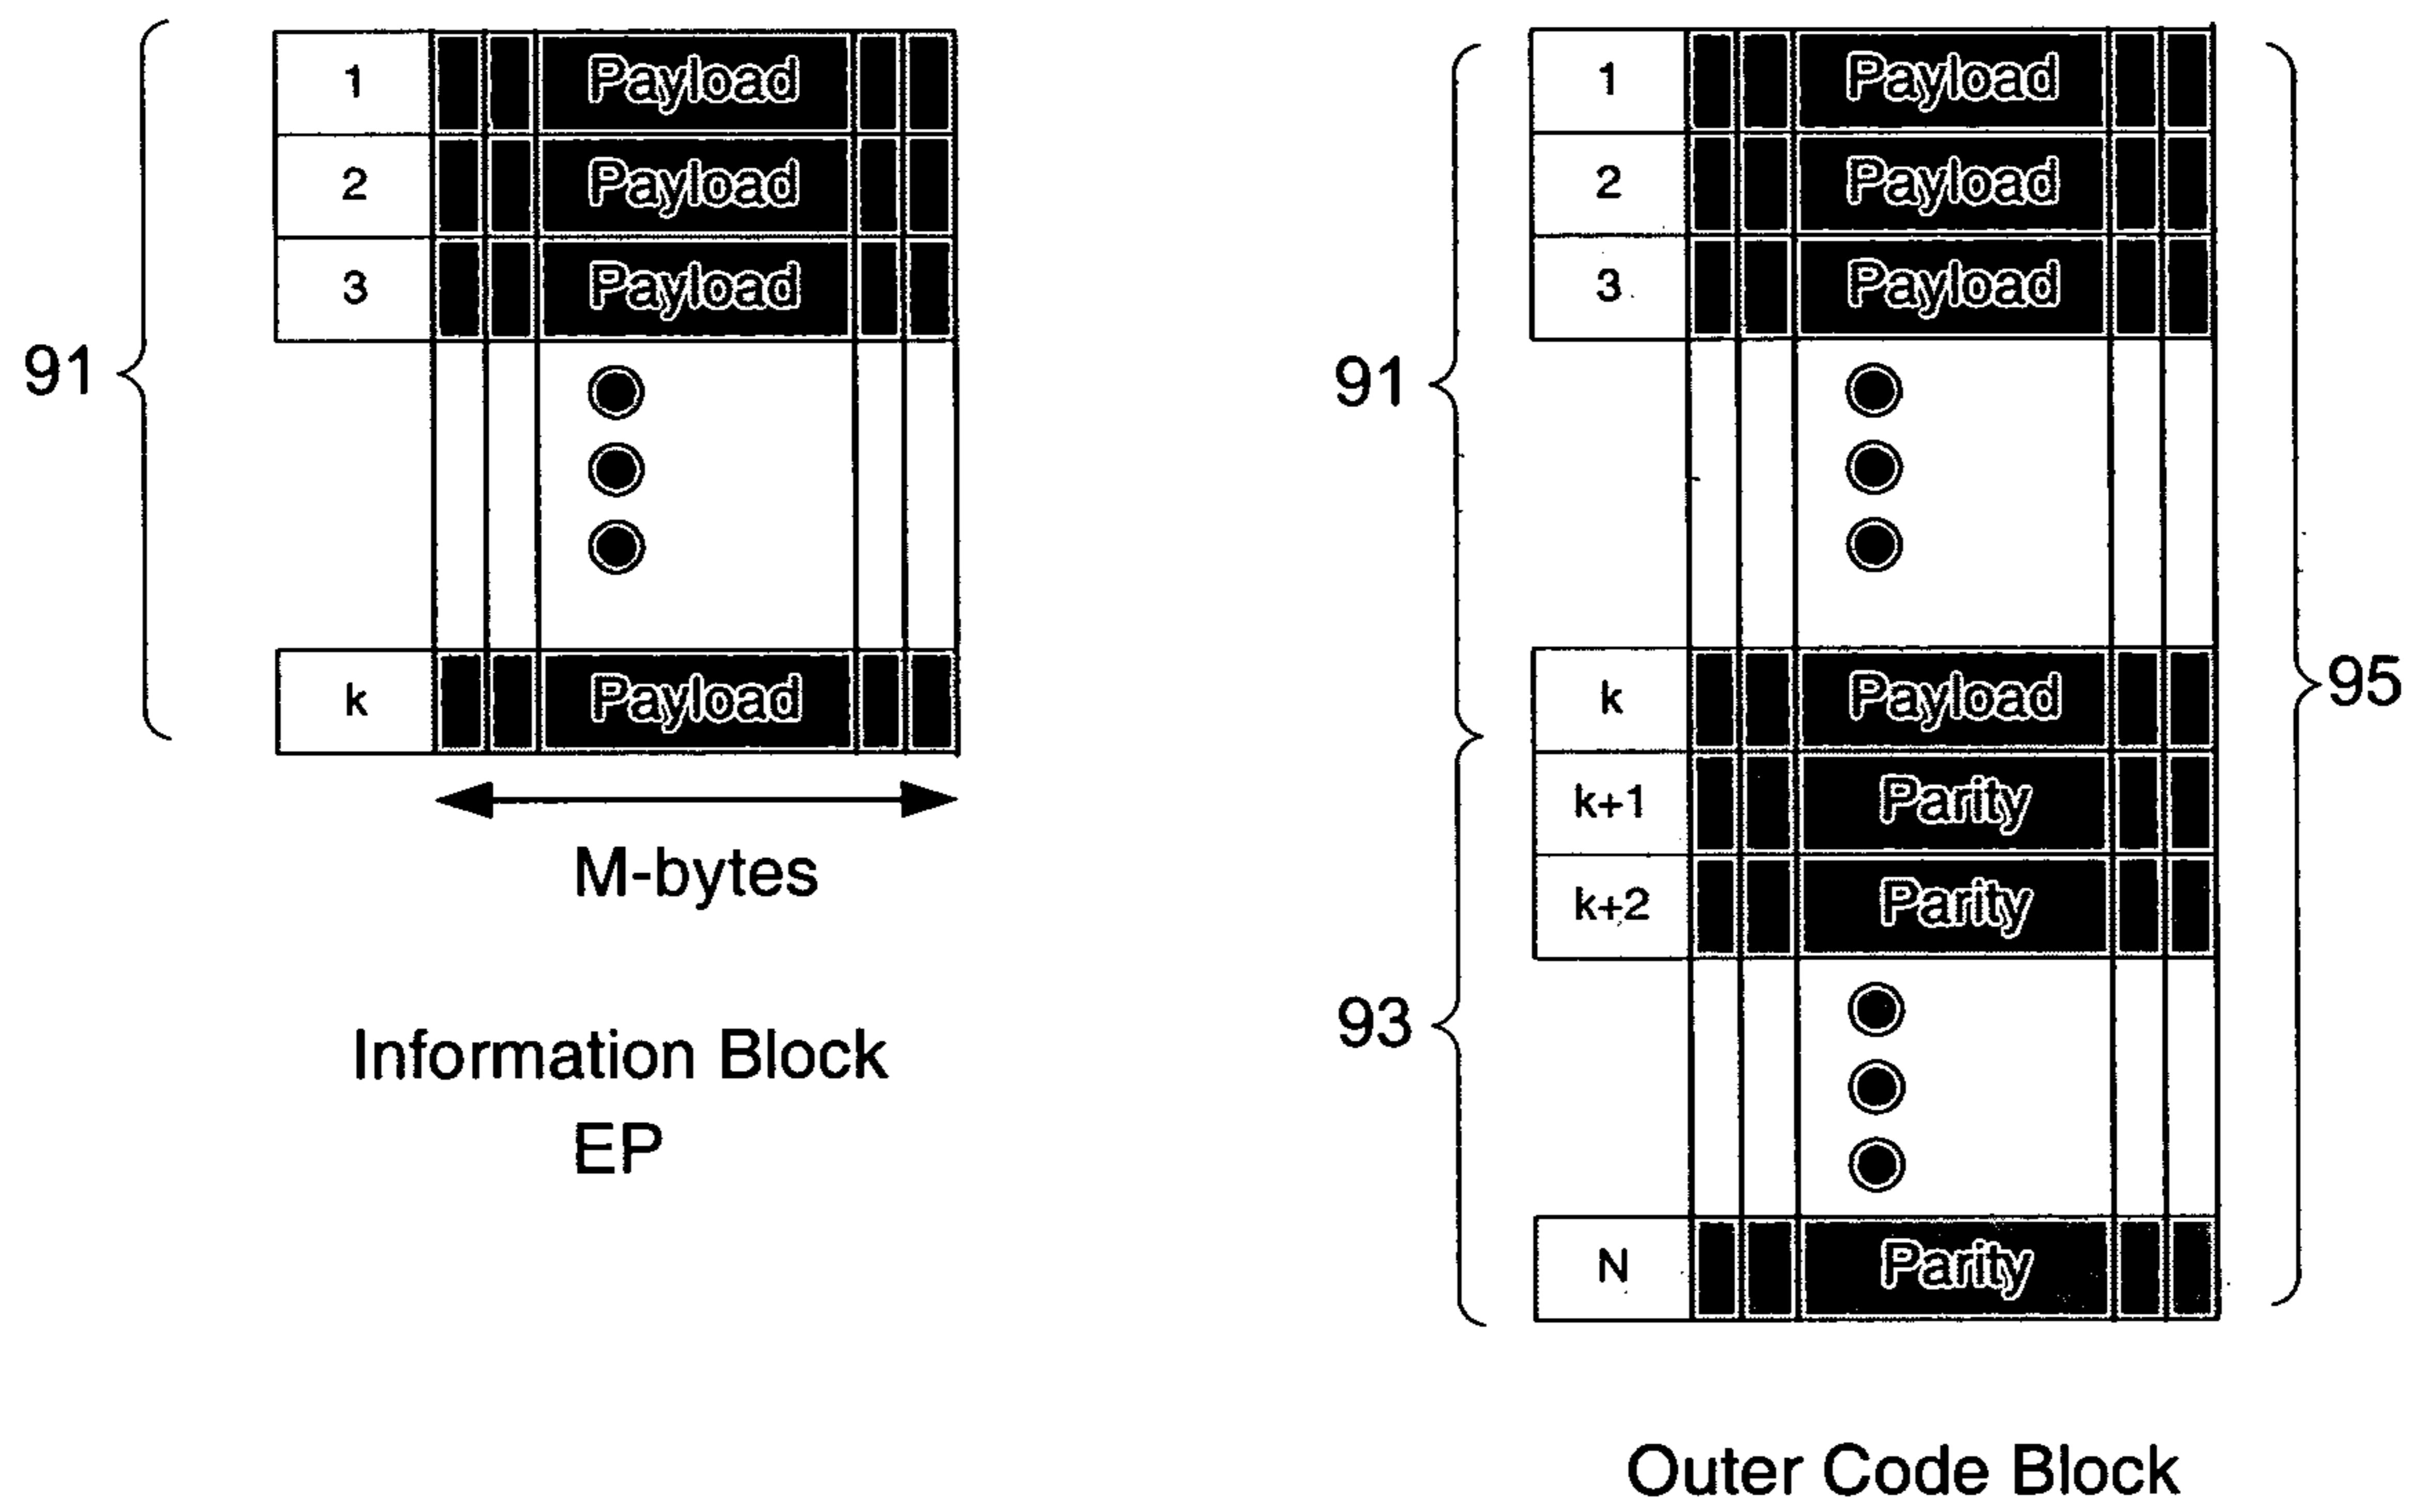 1 Payload
2 Payload
3 Payload
91
k Payload
M-bytes
Information Block
EP
1 Payload
2 Payload
3 Payload
91
k Payload
95
k+1 Parity
k+2 Parity
93
N Parity
Outer Code Block